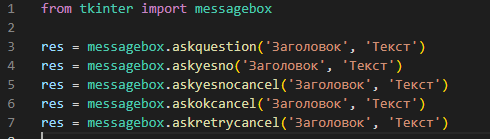 1 from tkinter import messagebox
2
3 res = messagebox.askquestion('Заголовок', 'Текст')
4 res = messagebox.askyesno('Заголовок', 'Текст')
5 res = messagebox.askyesnocancel('Заголовок', 'Текст')
6 res = messagebox.askokcancel('Заголовок', 'Текст')
7 res = messagebox.askretrycancel('Заголовок', 'Текст')